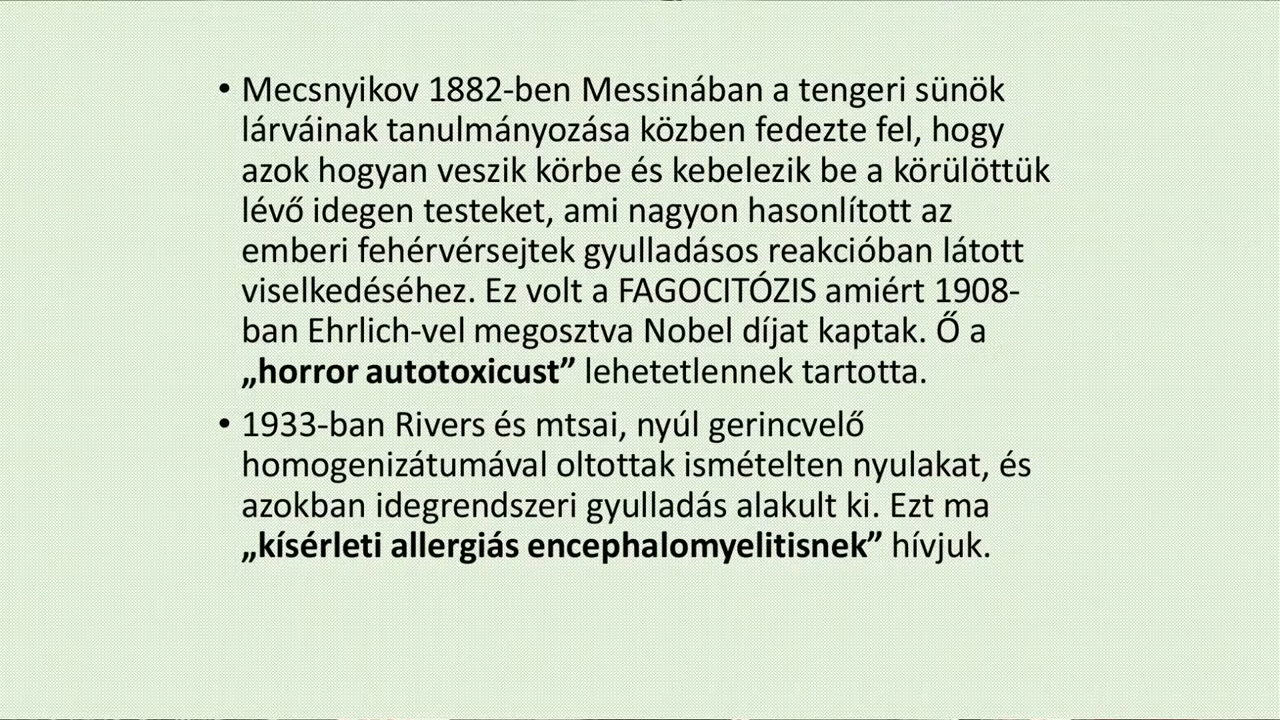 • Mecsnyikov 1882-ben Messinában a tengeri sünök
lárváinak tanulmányozása közben fedezte fel, hogy
azok hogyan veszik körbe és kebelezik be a körülöttük
lévő idegen testeket, ami nagyon hasonlított az
emberi fehérvérsejtek gyulladásos reakcióban látott
viselkedéséhez. Ez volt a FAGOCITÓZIS amiért 1908-
ban Ehrlich-vel megosztva Nobel díjat kaptak. Ő a
„horror autotoxicust” lehetetlennek tartotta.
• 1933-ban Rivers és mtsai, nyúl gerincvelő
homogenizátumával oltottak ismételten nyulakat, és
azokban idegrendszeri gyulladás alakult ki. Ezt ma
„kísérleti allergiás encephalomyelitisnek” hívjuk.